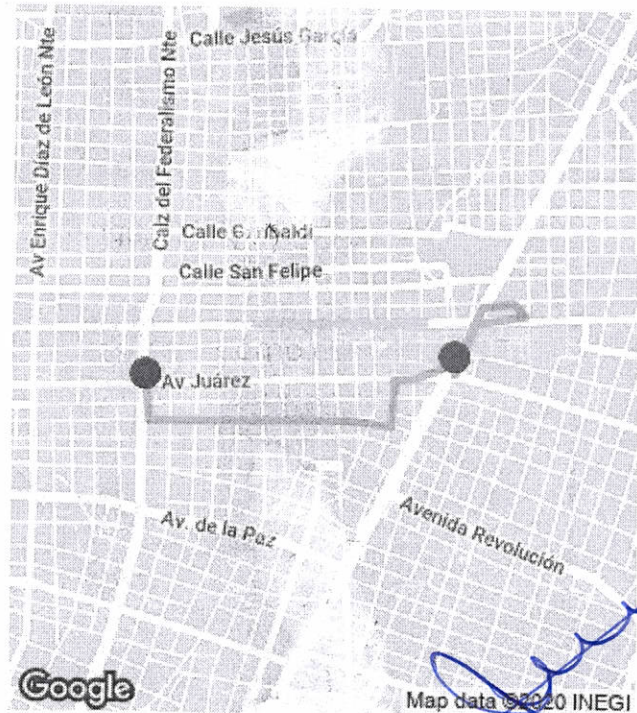 Calle Jesús García
Av Enrique Díaz de León Nte
Calz del Federalismo Nte
Calle San Felipe
Av Juárez
Av. de la Paz
Avenida Revolución
Google
Map data ©2020 INEGI